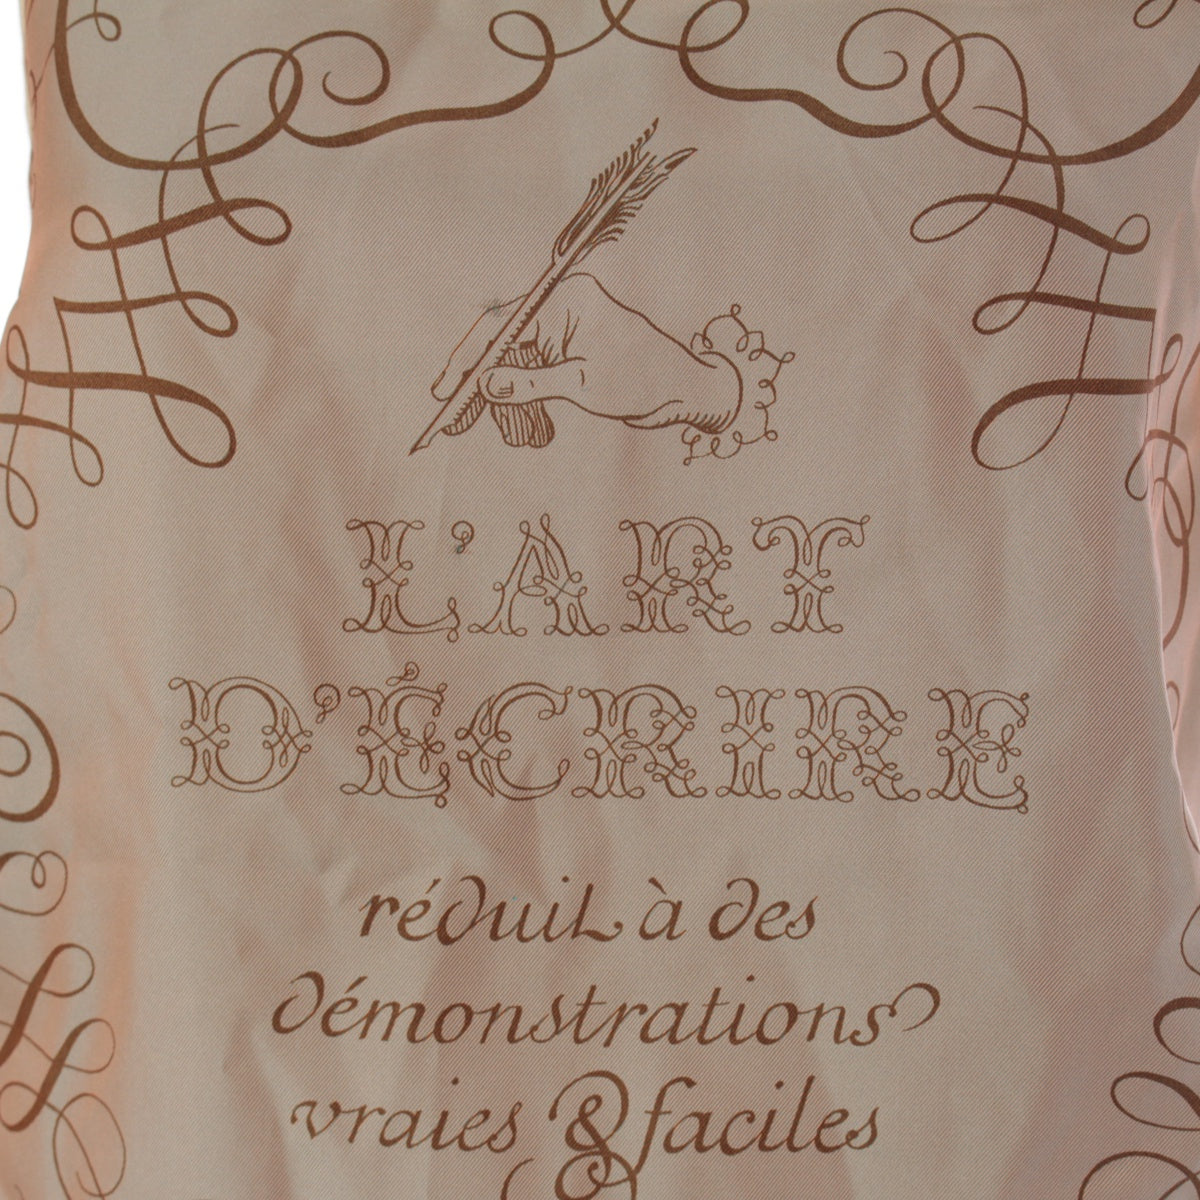 L'ART
D'ÉCRIRE
réduit à des
démonstrations
vraies & faciles